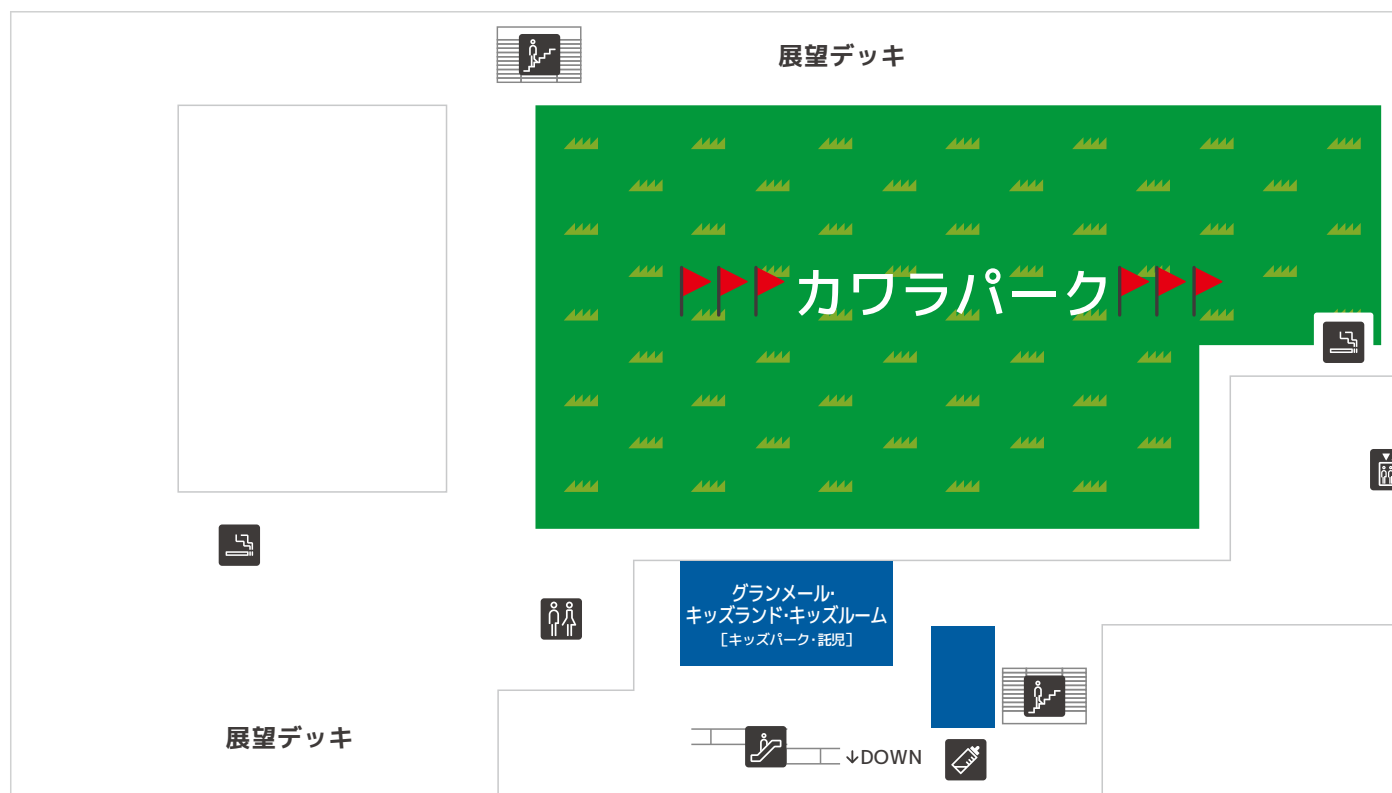 展望デッキ
カワラパーク
グランメール・
キッズランド・キッズルーム
[キッズパーク・託児]
展望デッキ
↓DOWN